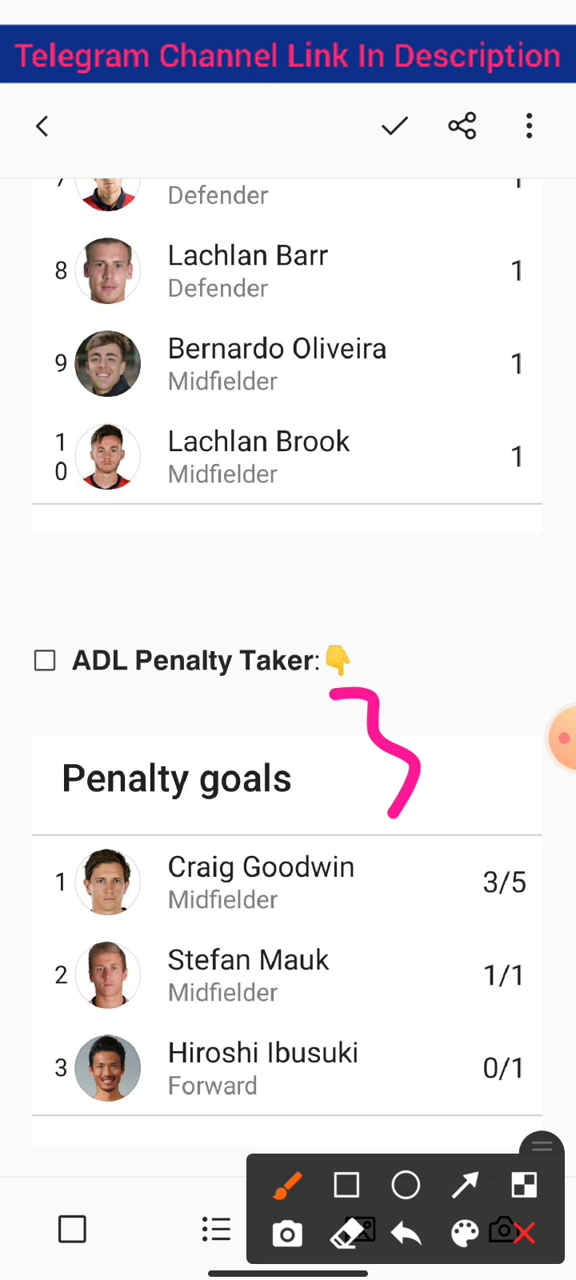 Telegram Channel Link In Description
Defender
8 Lachlan Barr 1
Defender
9 Bernardo Oliveira 1
Midfielder
10 Lachlan Brook 1
Midfielder
ADL Penalty Taker:👇
Penalty goals
1 Craig Goodwin 3/5
Midfielder
2 Stefan Mauk 1/1
Midfielder
3 Hiroshi Ibusuki 0/1
Forward